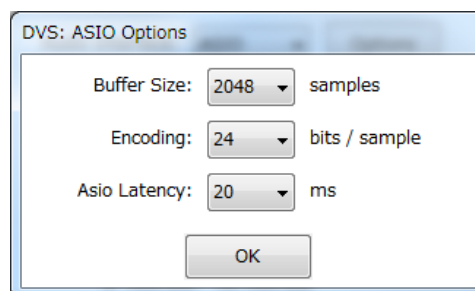 DVS: ASIO Options
Buffer Size: 2048 samples
Encoding: 24 bits / sample
Asio Latency: 20 ms
OK